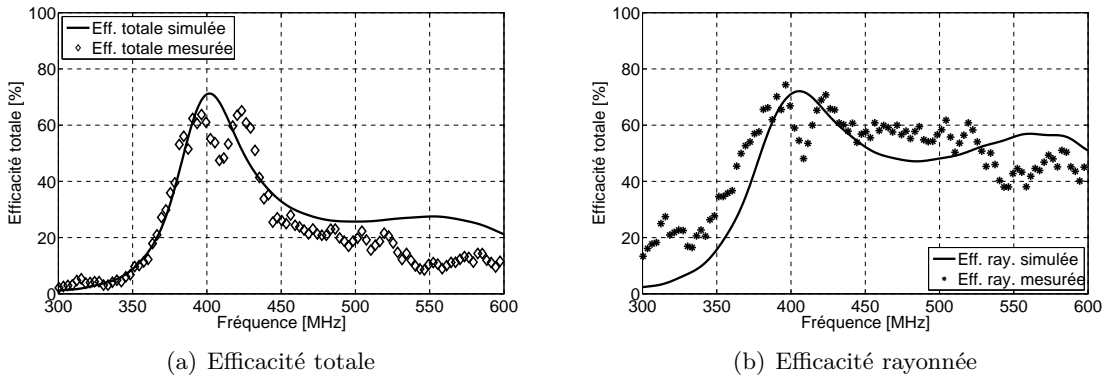 100
80
60
40
20
0
300 350 400 450 500 550 600
Efficacité totale [%]
Fréquence [MHz]
Eff. totale simulée
Eff. totale mesurée
(a) Efficacité totale
100
80
60
40
20
0
300 350 400 450 500 550 600
Efficacité totale [%]
Fréquence [MHz]
Eff. ray. simulée
Eff. ray. mesurée
(b) Efficacité rayonnée